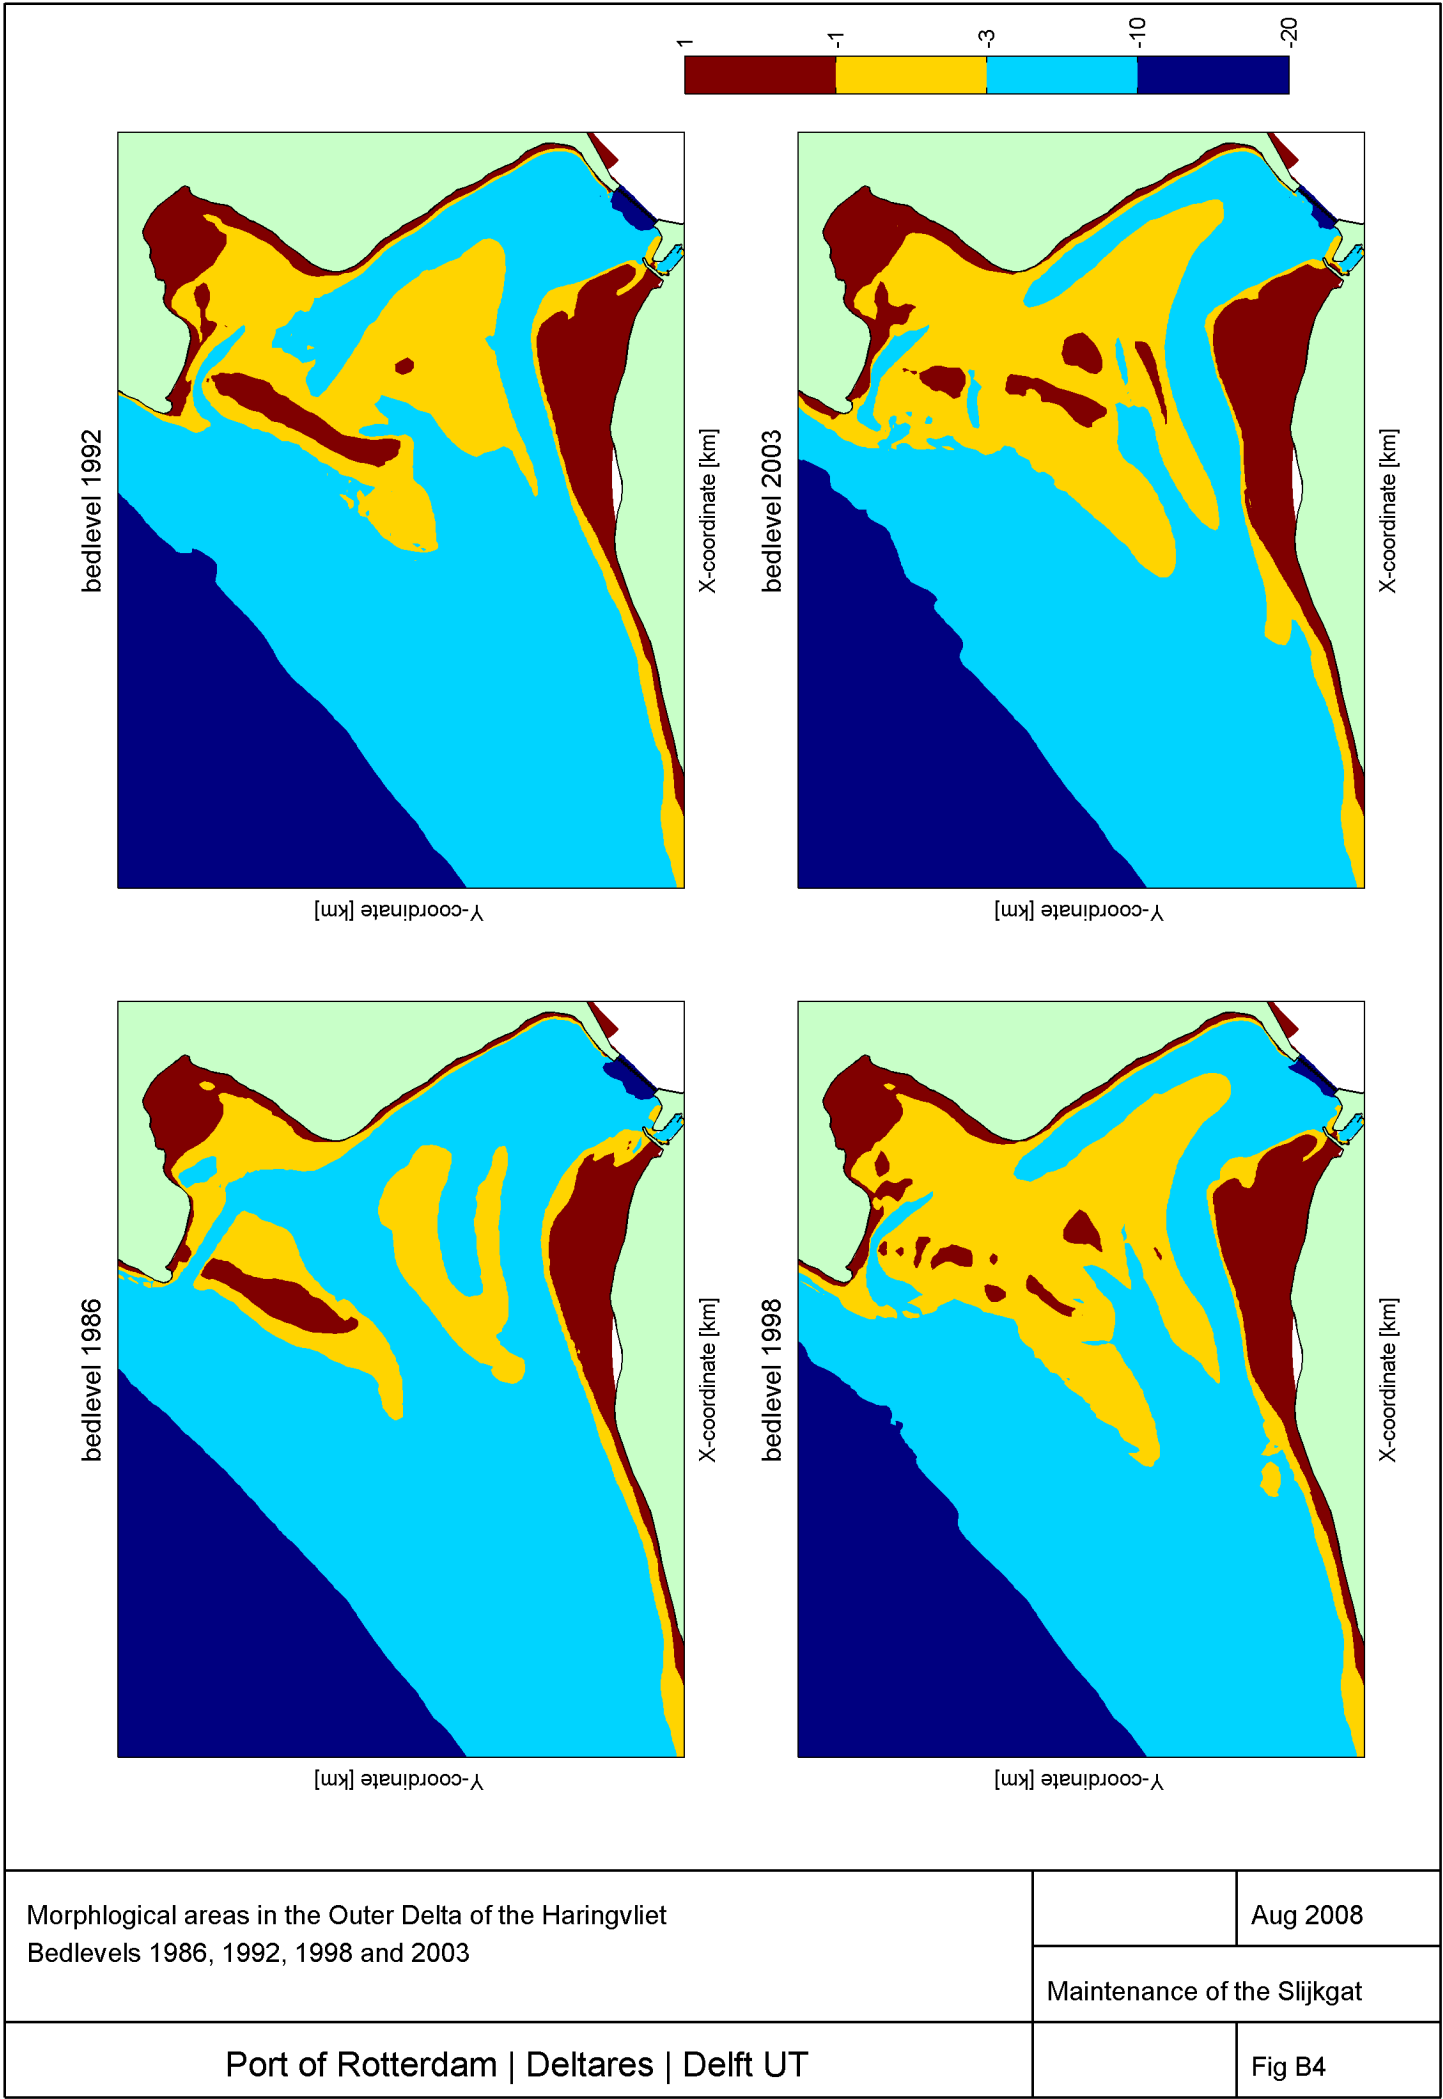 1
-1
-3
-10
-20
bedlevel 1992
Y-coordinate [km]
X-coordinate [km]
bedlevel 2003
Y-coordinate [km]
X-coordinate [km]
bedlevel 1986
Y-coordinate [km]
X-coordinate [km]
bedlevel 1998
Y-coordinate [km]
X-coordinate [km]
Morphlogical areas in the Outer Delta of the Haringvliet
Bedlevels 1986, 1992, 1998 and 2003
Aug 2008
Maintenance of the Slijkgat
Port of Rotterdam | Deltares | Delft UT
Fig B4